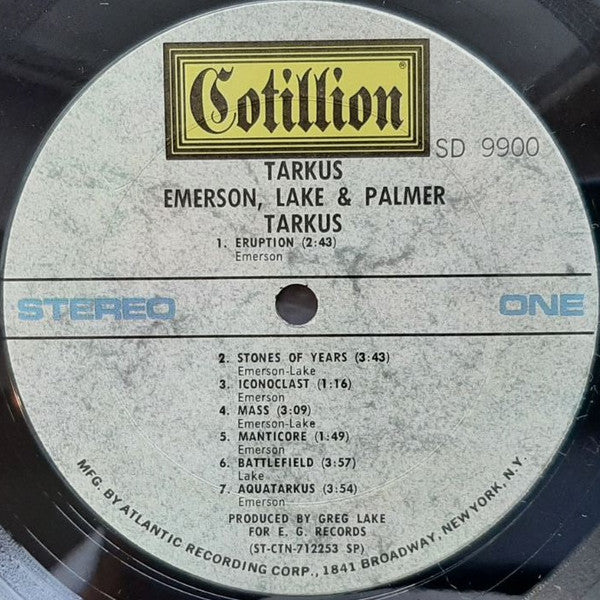 Cotillion®
SD 9900
TARKUS
EMERSON, LAKE & PALMER
TARKUS
1. ERUPTION (2:43)
Emerson
STEREO
ONE
2. STONES OF YEARS (3:43)
Emerson-Lake
3. ICONOCLAST (1:16)
Emerson
4. MASS (3:09)
Emerson-Lake
5. MANTICORE (1:49)
Emerson
6. BATTLEFIELD (3:57)
Lake
7. AQUATARKUS (3:54)
Emerson
PRODUCED BY GREG LAKE
FOR E. G. RECORDS
(ST-CTN-712253 SP)
MFG. BY ATLANTIC RECORDING CORP., 1841 BROADWAY, NEW YORK, N.Y.